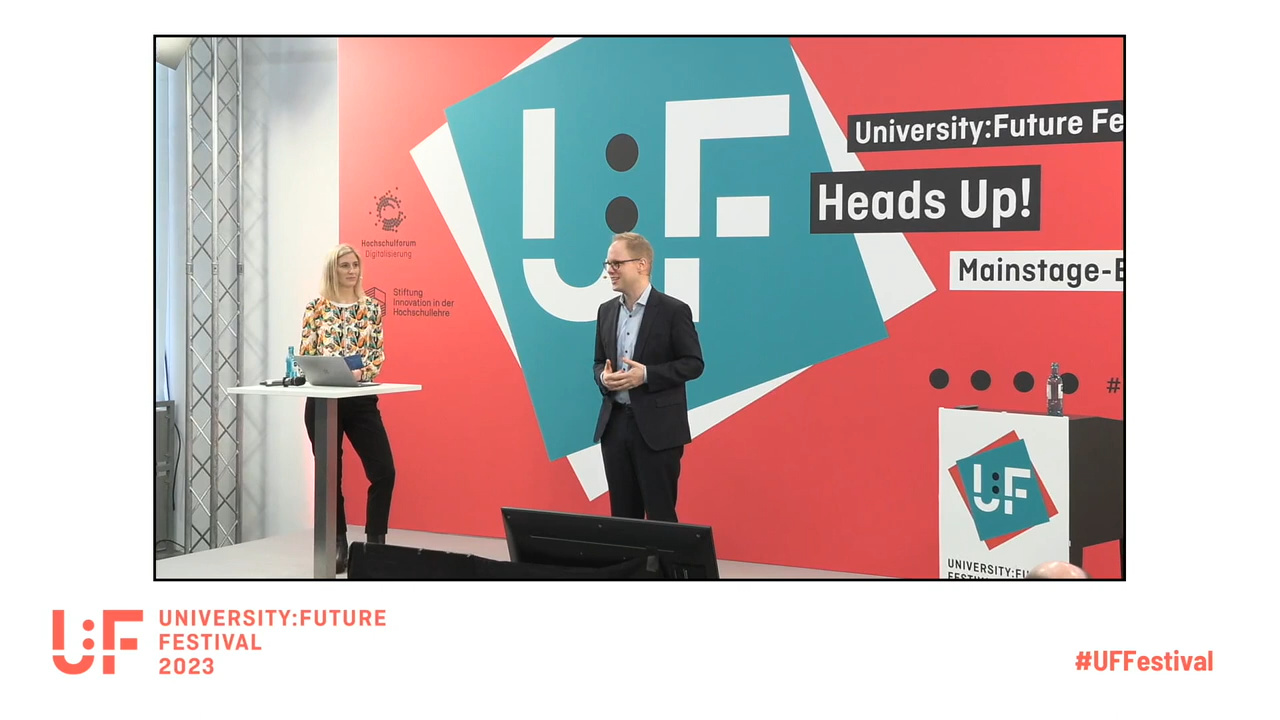 U:F
University:Future Fe
Heads Up!
Mainstage-B
Hochschulforum
Digitalisierung
Stiftung
Innovation in der
Hochschullehre
#
U:F
UNIVERSITY:FU
U:F
UNIVERSITY:FUTURE
FESTIVAL
2023
#UFFestival